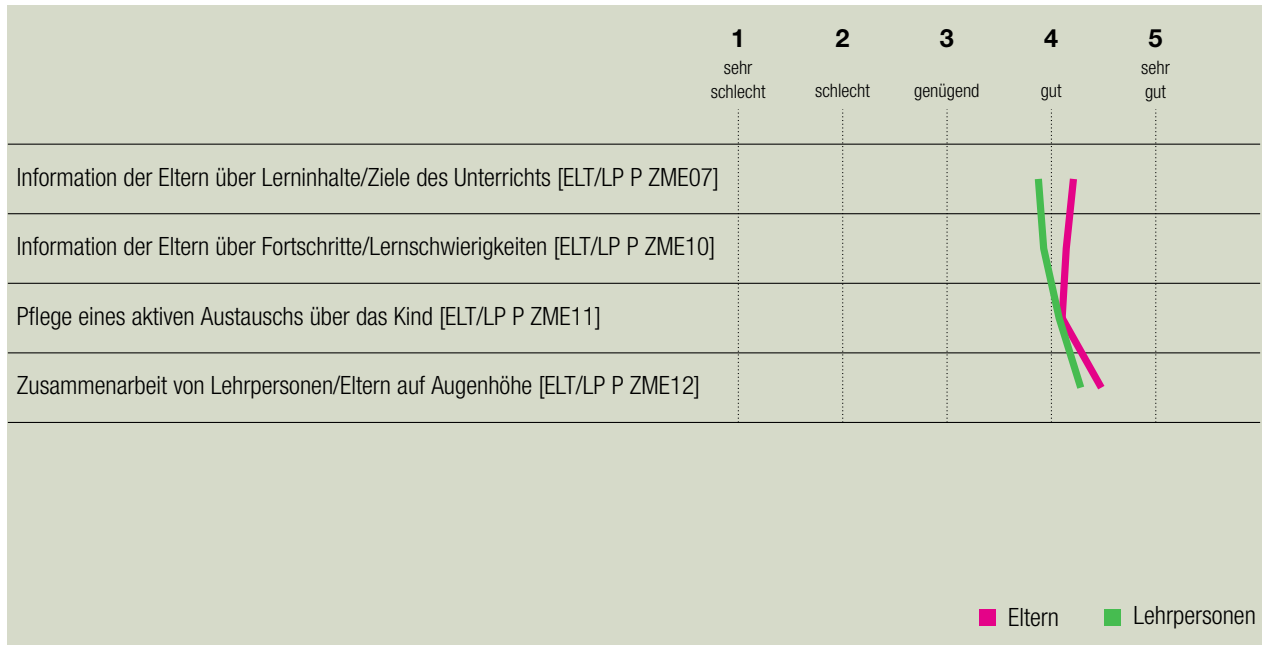 1 2 3 4 5
sehr schlecht schlecht genügend gut sehr gut
Information der Eltern über Lerninhalte/Ziele des Unterrichts [ELT/LP P ZME07]
Information der Eltern über Fortschritte/Lernschwierigkeiten [ELT/LP P ZME10]
Pflege eines aktiven Austauschs über das Kind [ELT/LP P ZME11]
Zusammenarbeit von Lehrpersonen/Eltern auf Augenhöhe [ELT/LP P ZME12]
Eltern Lehrpersonen